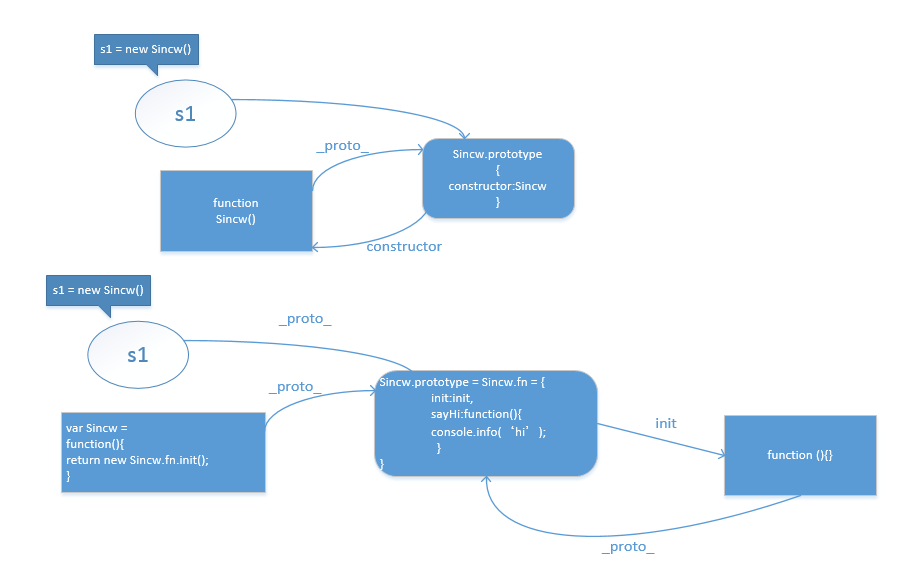 s1 = new Sincw()
s1
_proto_
Sincw.prototype
{
constructor:Sincw
}
function
Sincw()
constructor
s1 = new Sincw()
_proto_
s1
_proto_
Sincw.prototype = Sincw.fn = {
init:init,
sayHi:function(){
console.info(‘hi’);
}
}
init
var Sincw =
function(){
return new Sincw.fn.init();
}
function (){}
_proto_